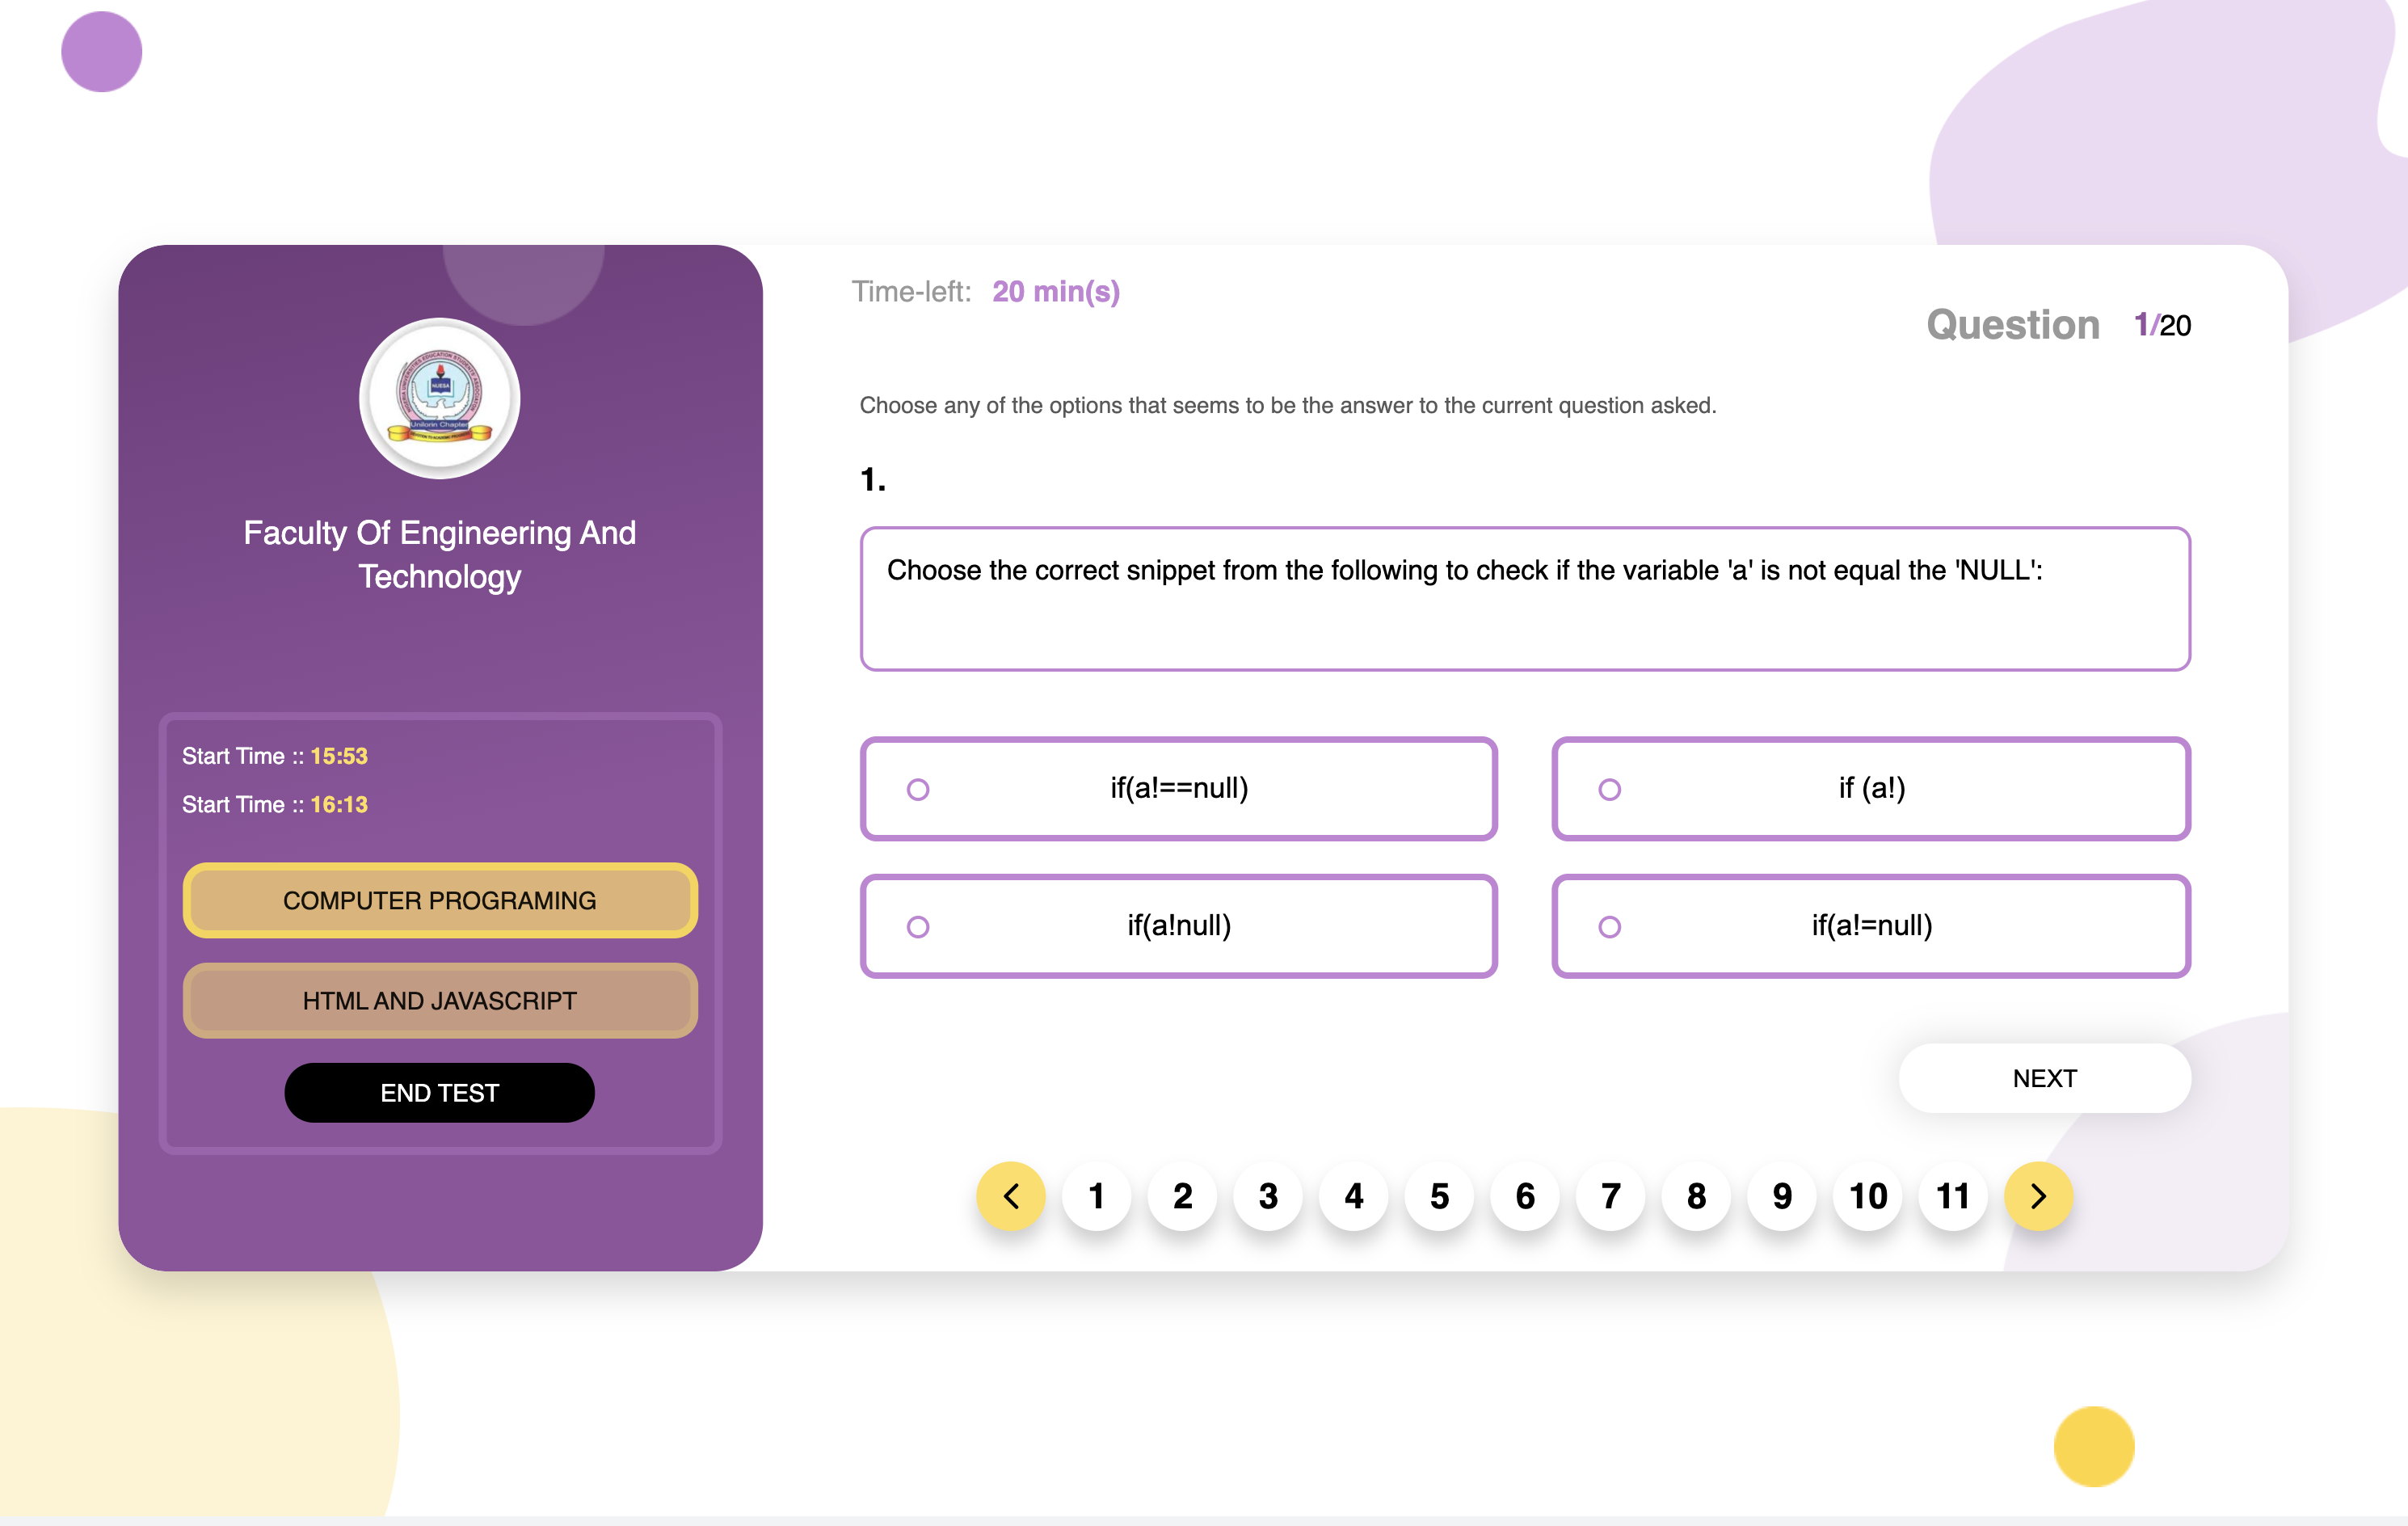 NUESA
Unilorin Chapter
Faculty Of Engineering And
Technology
Start Time :: 15:53
Start Time :: 16:13
COMPUTER PROGRAMING
HTML AND JAVASCRIPT
END TEST
Time-left: 20 min(s)
Question 1/20
Choose any of the options that seems to be the answer to the current question asked.
1.
Choose the correct snippet from the following to check if the variable 'a' is not equal the 'NULL':
if(a!==null)
if (a!)
if(a!null)
if(a!=null)
NEXT
1 2 3 4 5 6 7 8 9 10 11